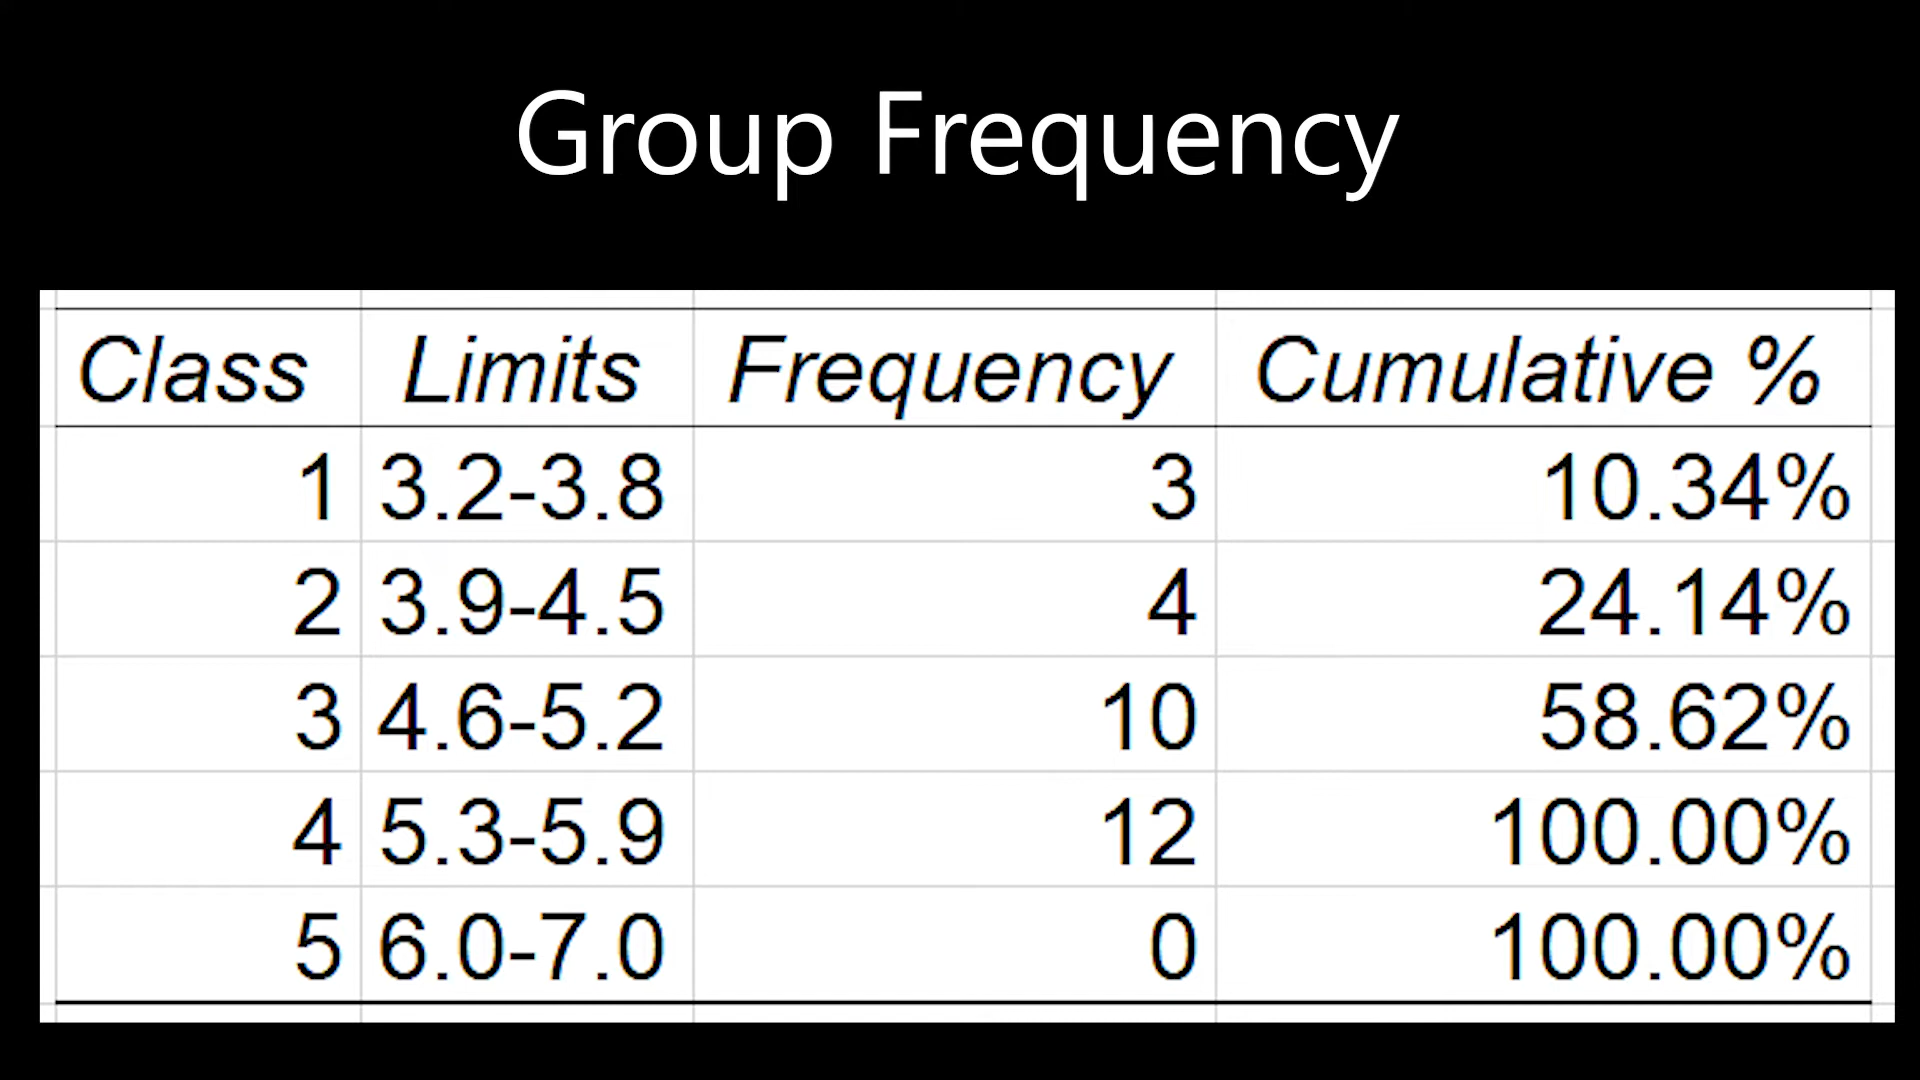 Group Frequency
Class Limits Frequency Cumulative %
1 3.2-3.8 3 10.34%
2 3.9-4.5 4 24.14%
3 4.6-5.2 10 58.62%
4 5.3-5.9 12 100.00%
5 6.0-7.0 0 100.00%